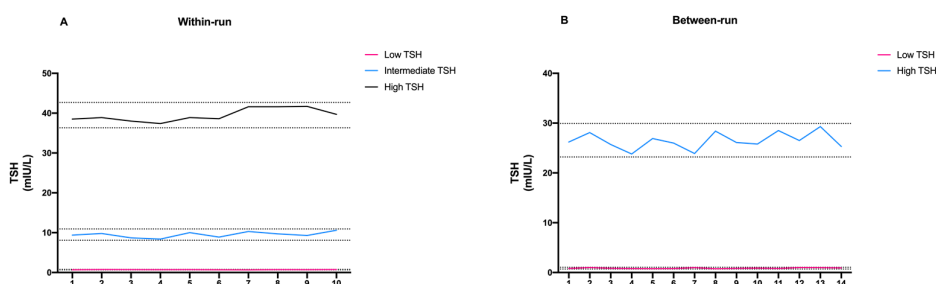 A Within-run
Low TSH
Intermediate TSH
High TSH
50
40
30
20
10
0
TSH
(mIU/L)
1 2 3 4 5 6 7 8 9 10
B Between-run
Low TSH
High TSH
40
30
20
10
0
TSH
(mIU/L)
1 2 3 4 5 6 7 8 9 10 11 12 13 14